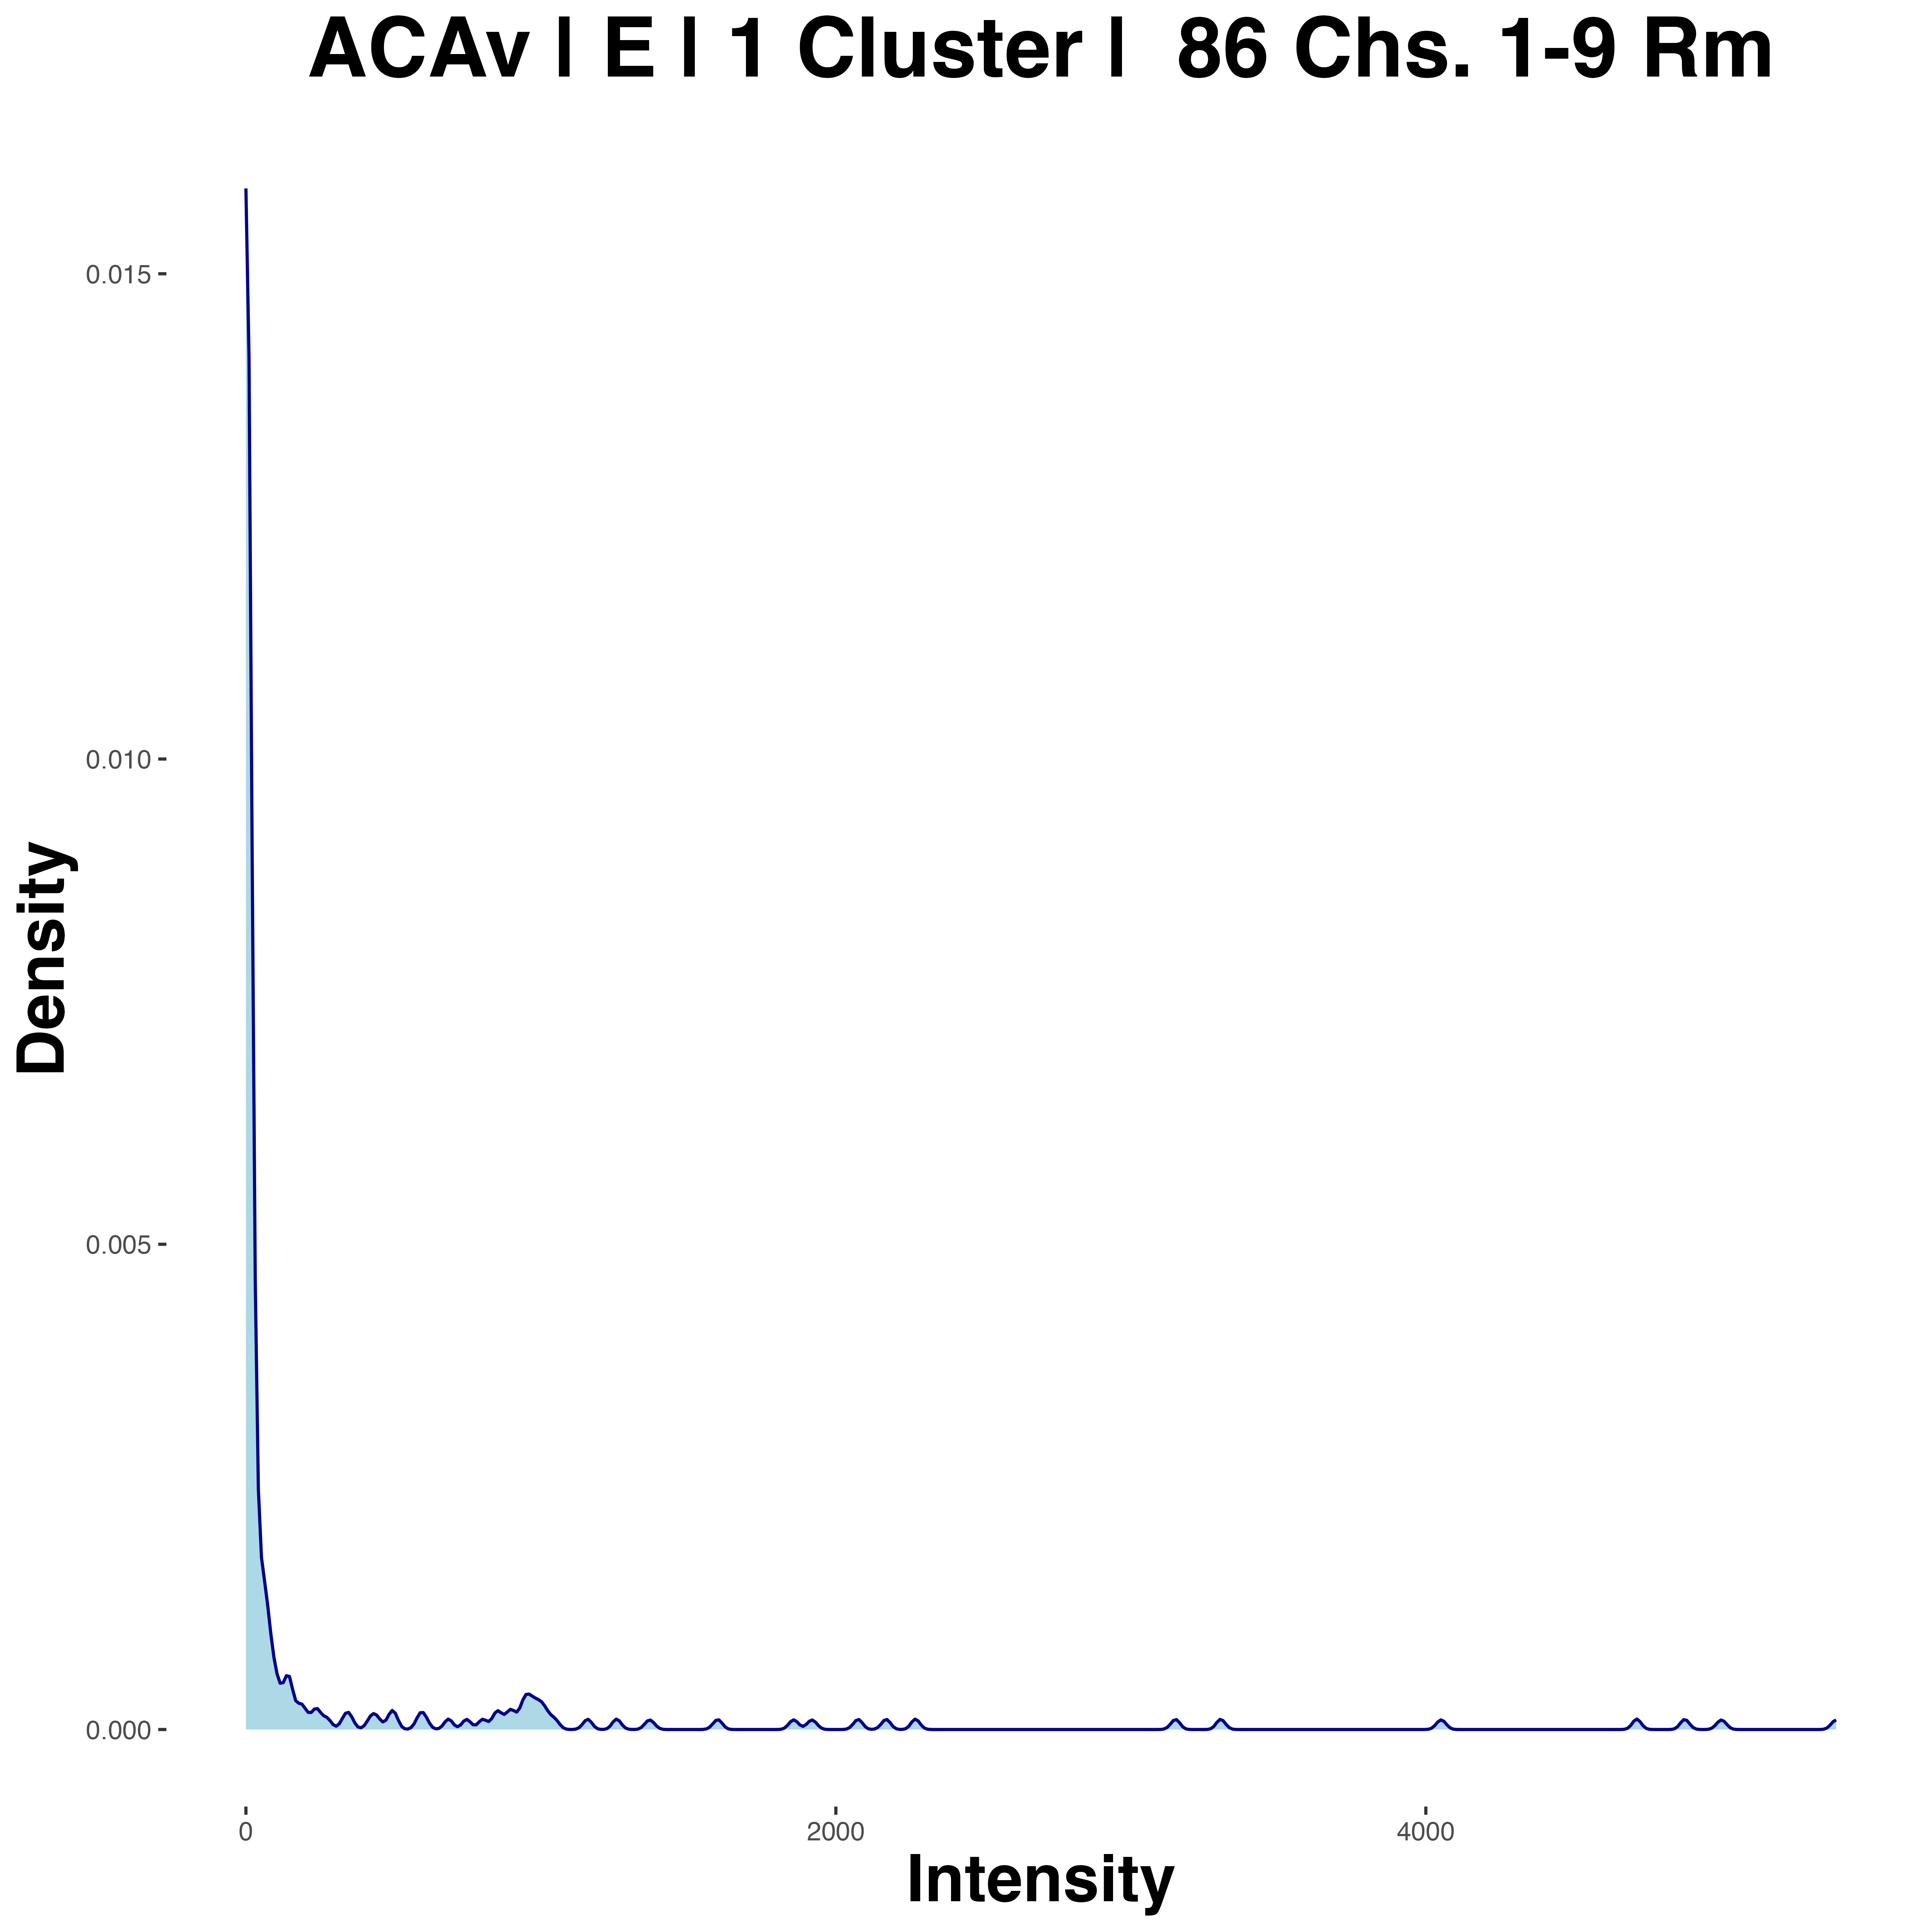 ACAv | E | 1 Cluster |  86 Chs. 1-9 Rm
0.015
0.010
0.005
0.000
Density
0
2000
4000
Intensity